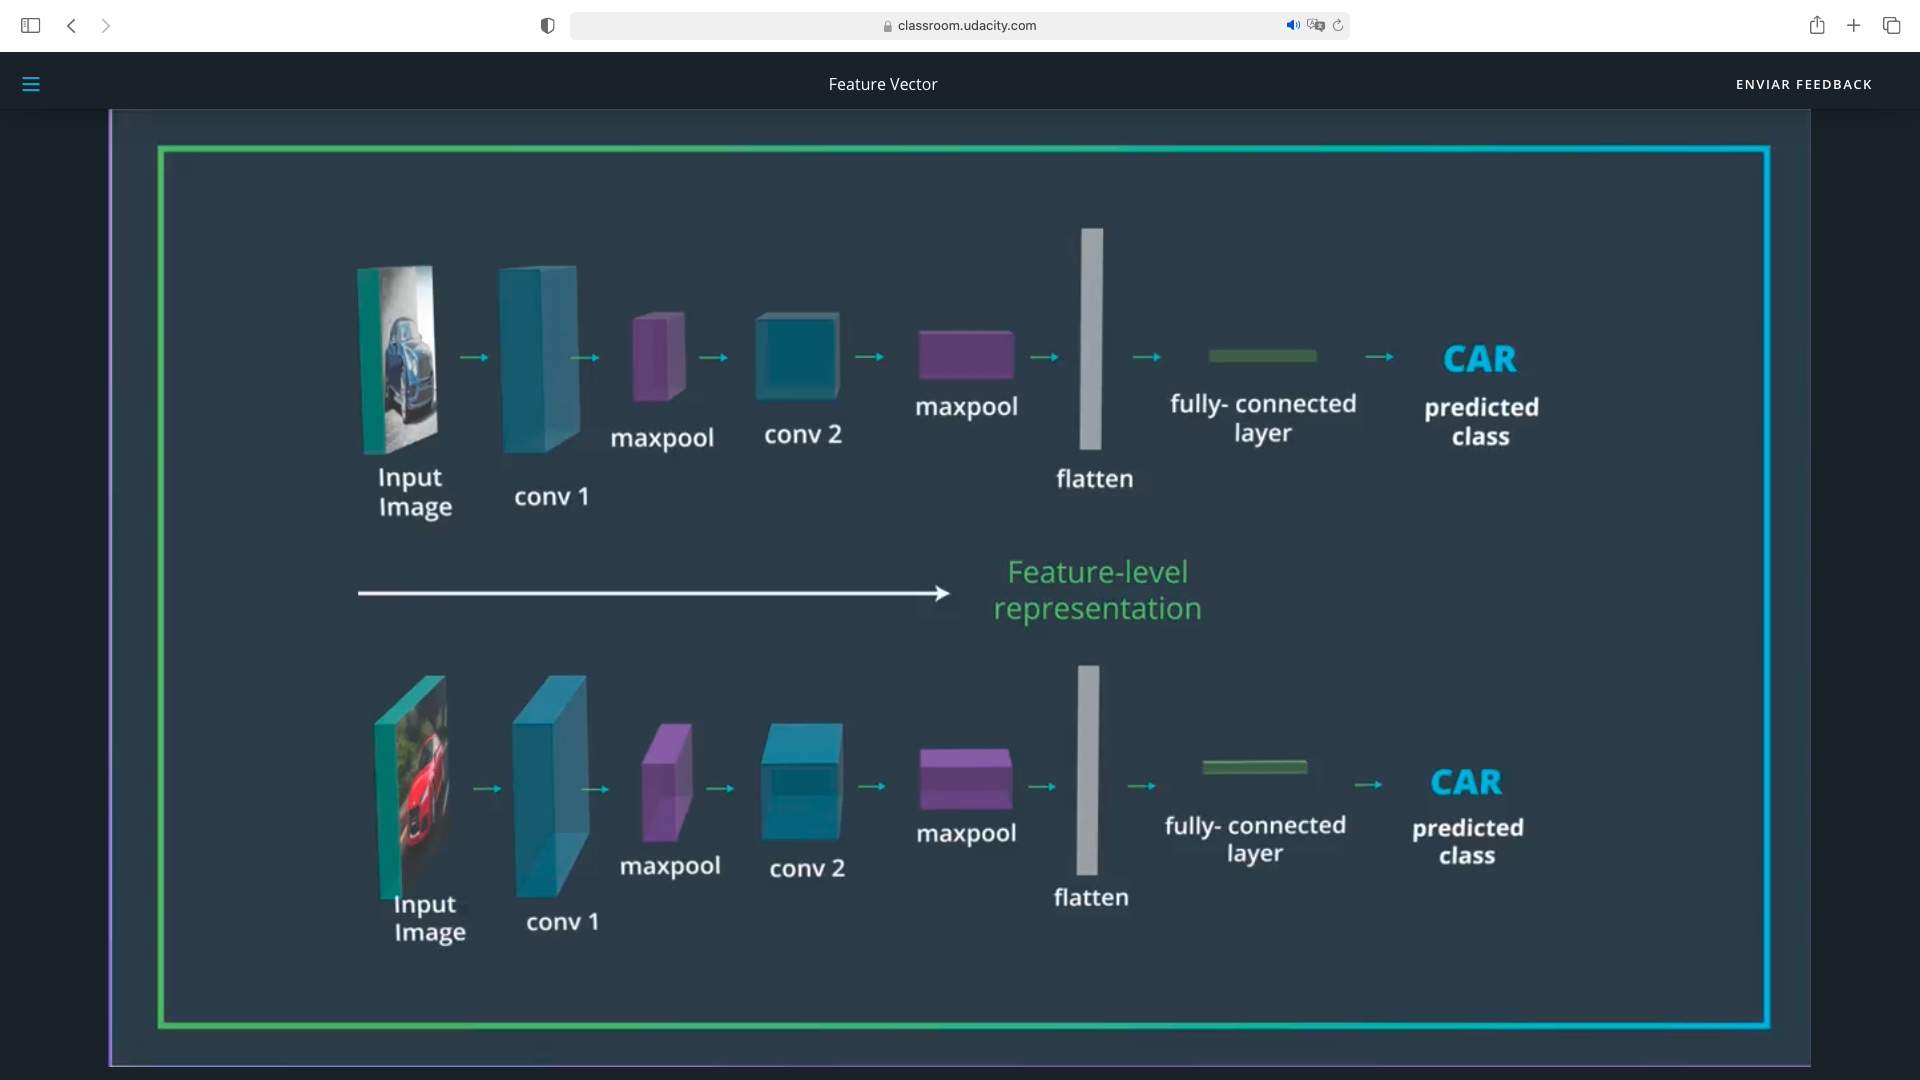 classroom.udacity.com
Feature Vector
ENVIAR FEEDBACK
Input
Image
conv 1
maxpool
conv 2
maxpool
flatten
fully- connected
layer
CAR
predicted
class
Feature-level
representation
Input
Image
conv 1
maxpool
conv 2
maxpool
flatten
fully- connected
layer
CAR
predicted
class